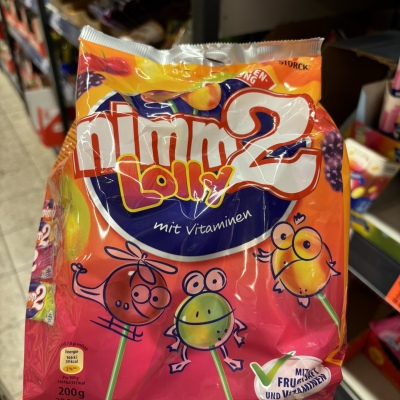 STORCK
nimm2
Lolly
mit Vitaminen
MIT
FRUCHTSAFT
UND VITAMINEN
200g